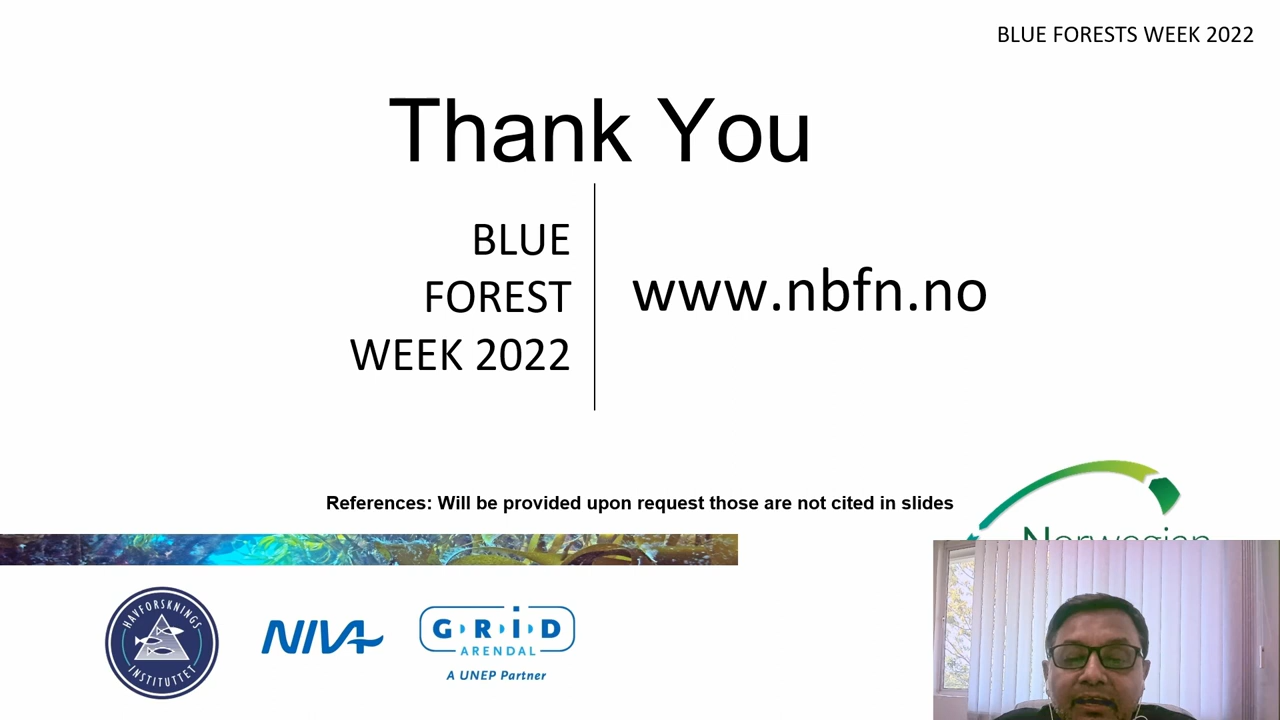 BLUE FORESTS WEEK 2022
Thank You
BLUE
FOREST
WEEK 2022
www.nbfn.no
References: Will be provided upon request those are not cited in slides
Norwegian
HAVFORSKNINGS
INSTITUTTET
NIVA
GRID
ARENDAL
A UNEP Partner